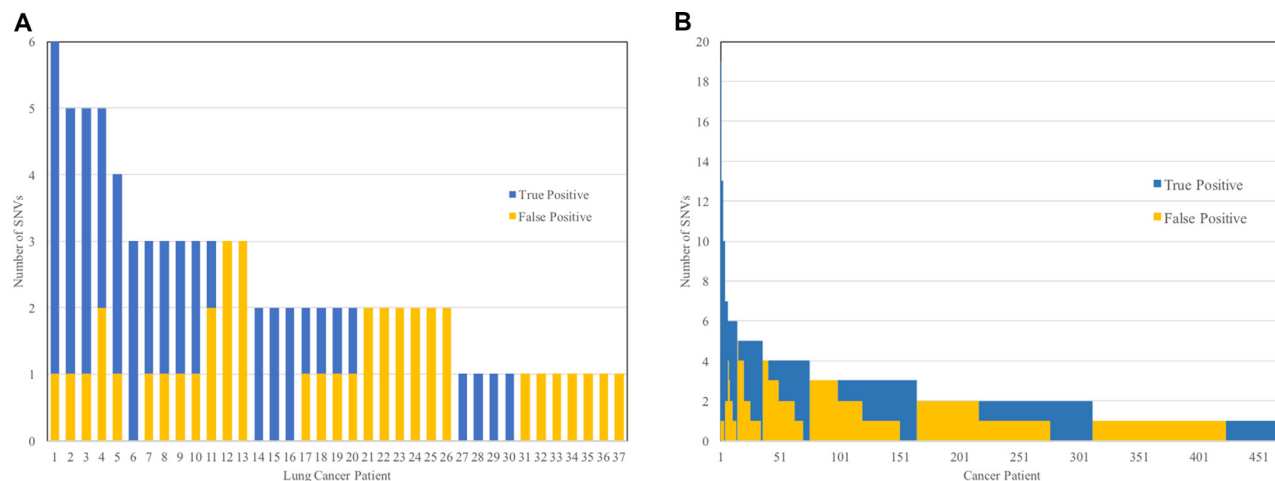 A
6
5
4
3
2
1
0
Number of SNVs
True Positive
False Positive
1 2 3 4 5 6 7 8 9 10 11 12 13 14 15 16 17 18 19 20 21 22 23 24 25 26 27 28 29 30 31 32 33 34 35 36 37
Lung Cancer Patient
B
20
18
16
14
12
10
8
6
4
2
0
Number of SNVs
True Positive
False Positive
1 51 101 151 201 251 301 351 401 451
Cancer Patient